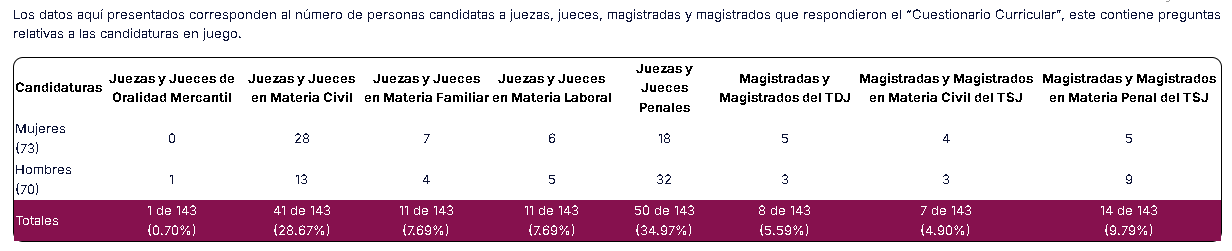 Los datos aquí presentados corresponden al número de personas candidatas a juezas, jueces, magistradas y magistrados que respondieron el "Cuestionario Curricular", este contiene preguntas
relativas a las candidaturas en juego.
Candidaturas Juezas y Jueces de Oralidad Mercantil Juezas y Jueces en Materia Civil Juezas y Jueces en Materia Familiar Juezas y Jueces en Materia Laboral Juezas y Jueces Penales Magistradas y Magistrados del TDJ Magistradas y Magistrados en Materia Civil del TSJ Magistradas y Magistrados en Materia Penal del TSJ
Mujeres (73) 0 28 7 6 18 5 4 5
Hombres (70) 1 13 4 5 32 3 3 9
Totales 1 de 143 (0.70%) 41 de 143 (28.67%) 11 de 143 (7.69%) 11 de 143 (7.69%) 50 de 143 (34.97%) 8 de 143 (5.59%) 7 de 143 (4.90%) 14 de 143 (9.79%)